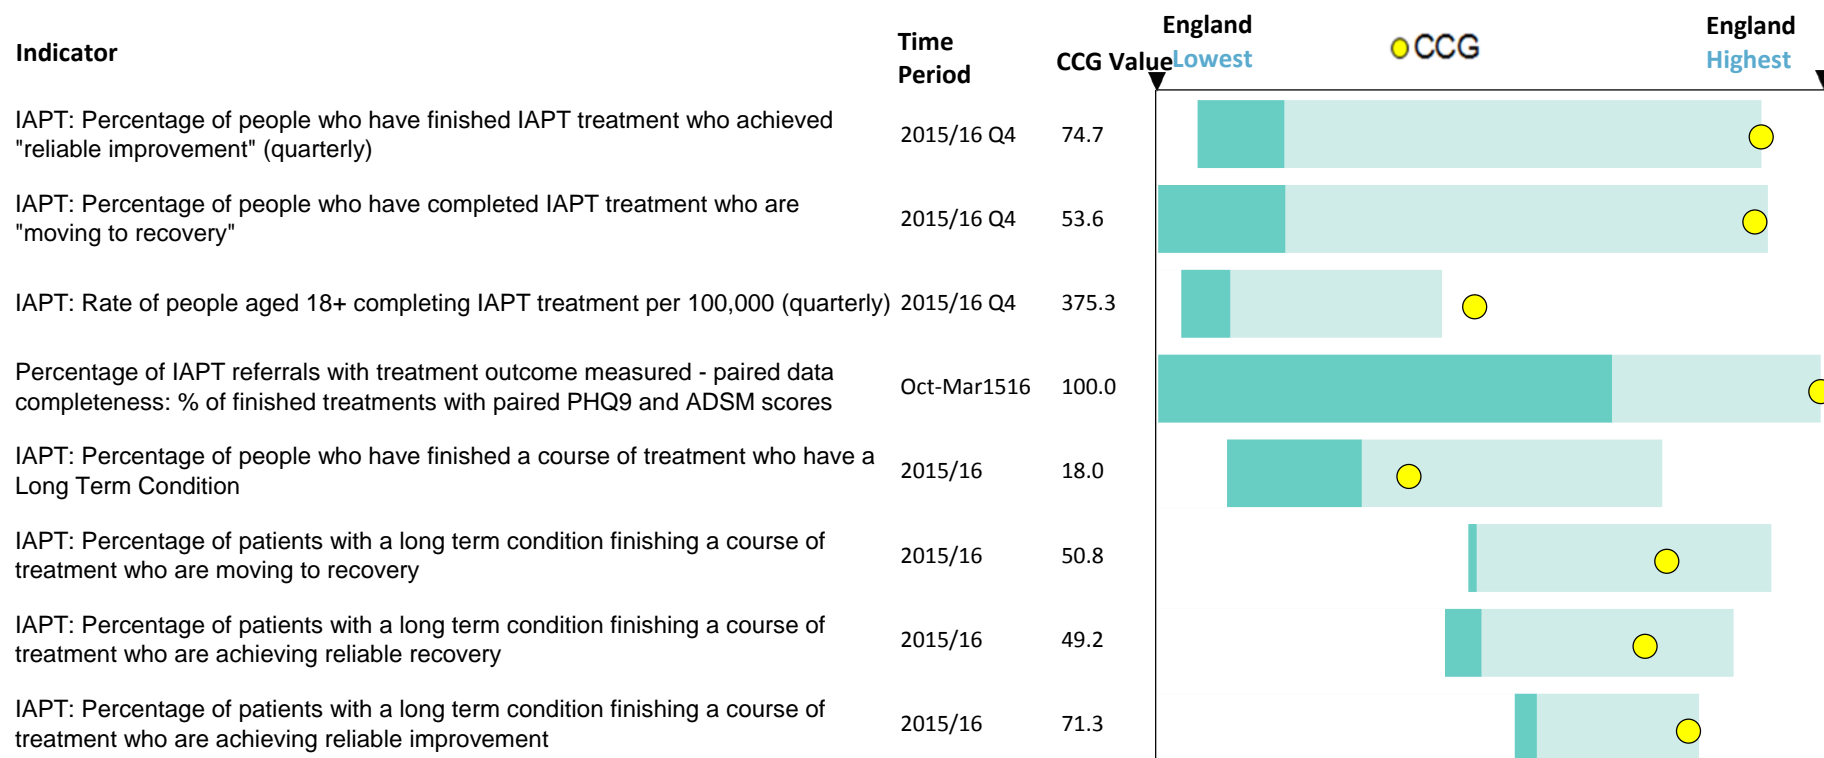 Indicator
Time
Period
CCG Value
England
Lowest
CCG
England
Highest
IAPT: Percentage of people who have finished IAPT treatment who achieved
"reliable improvement" (quarterly)
2015/16 Q4
74.7
IAPT: Percentage of people who have completed IAPT treatment who are
"moving to recovery"
2015/16 Q4
53.6
IAPT: Rate of people aged 18+ completing IAPT treatment per 100,000 (quarterly)
2015/16 Q4
375.3
Percentage of IAPT referrals with treatment outcome measured - paired data
completeness: % of finished treatments with paired PHQ9 and ADSM scores
Oct-Mar1516
100.0
IAPT: Percentage of people who have finished a course of treatment who have a
Long Term Condition
2015/16
18.0
IAPT: Percentage of patients with a long term condition finishing a course of
treatment who are moving to recovery
2015/16
50.8
IAPT: Percentage of patients with a long term condition finishing a course of
treatment who are achieving reliable recovery
2015/16
49.2
IAPT: Percentage of patients with a long term condition finishing a course of
treatment who are achieving reliable improvement
2015/16
71.3